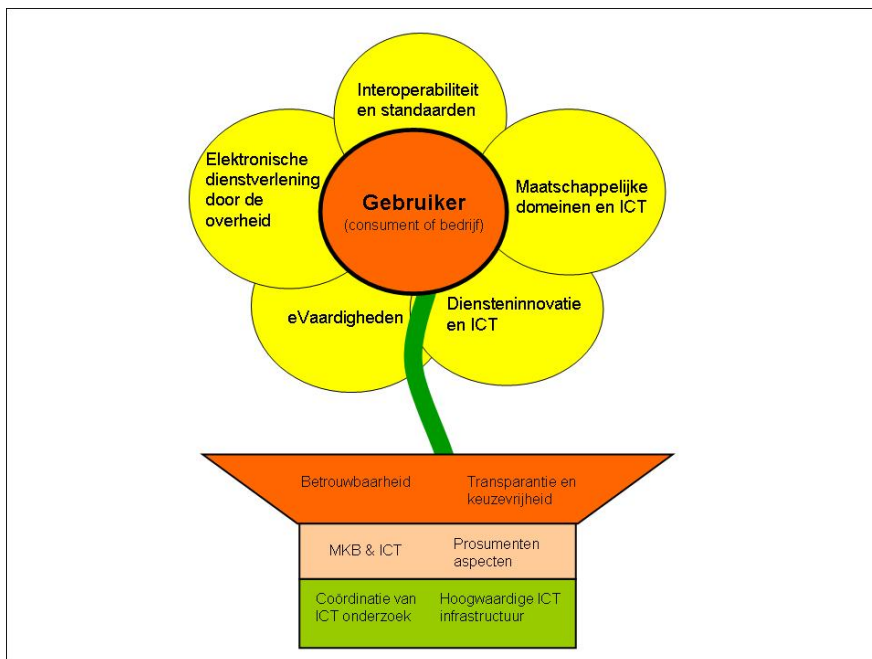 Interoperabiliteit
en standaarden
Elektronische
dienstverlening
door de
overheid
Gebruiker
(consument of bedrijf)
Maatschappelijke
domeinen en ICT
eVaardigheden
Diensteninnovatie
en ICT
Betrouwbaarheid
Transparantie en
keuzevrijheid
MKB & ICT
Prosumenten
aspecten
Coördinatie van
ICT onderzoek
Hoogwaardige ICT
infrastructuur